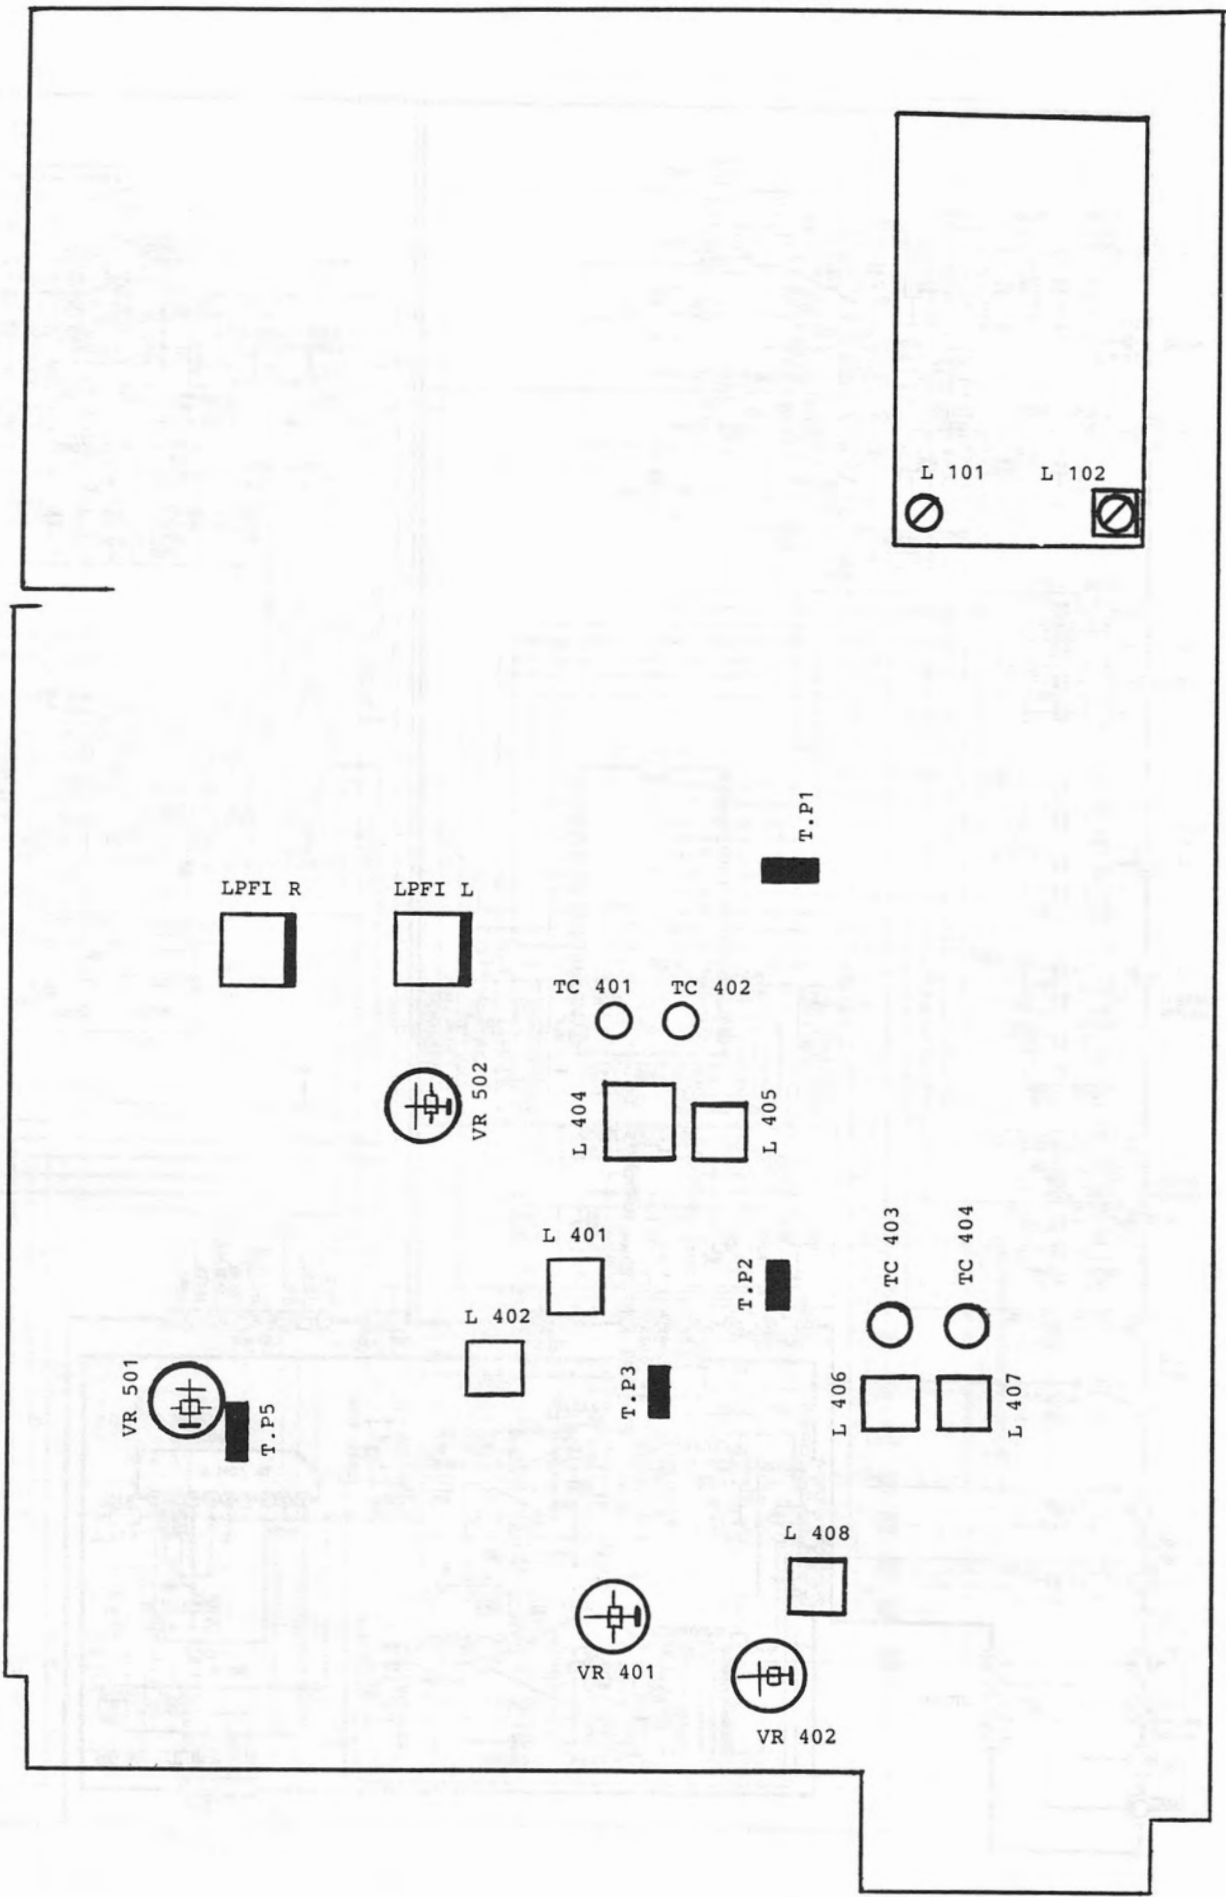 L 101
L 102
T.P1
LPFI R
LPFI L
TC 401
TC 402
VR 502
L 404
L 405
L 401
L 402
T.P2
TC 403
TC 404
VR 501
T.P5
T.P3
L 406
L 407
L 408
VR 401
VR 402